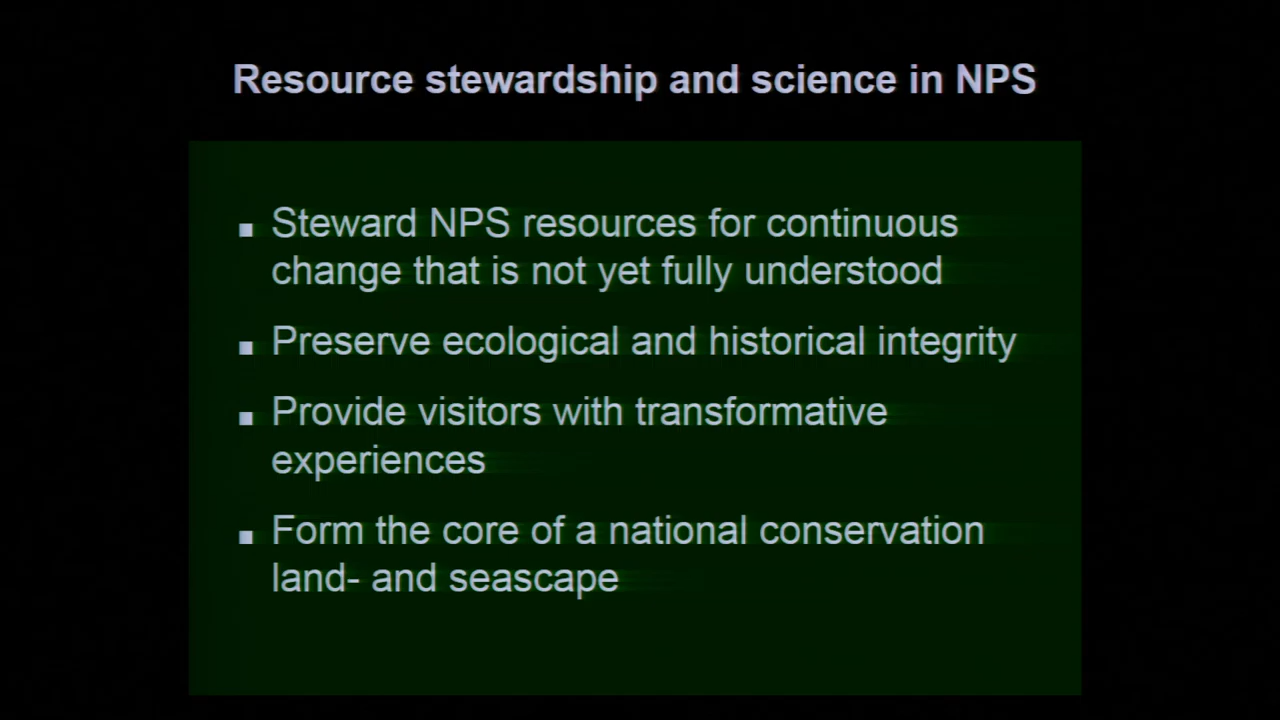 Resource stewardship and science in NPS
▪ Steward NPS resources for continuous
change that is not yet fully understood
▪ Preserve ecological and historical integrity
▪ Provide visitors with transformative
experiences
▪ Form the core of a national conservation
land- and seascape